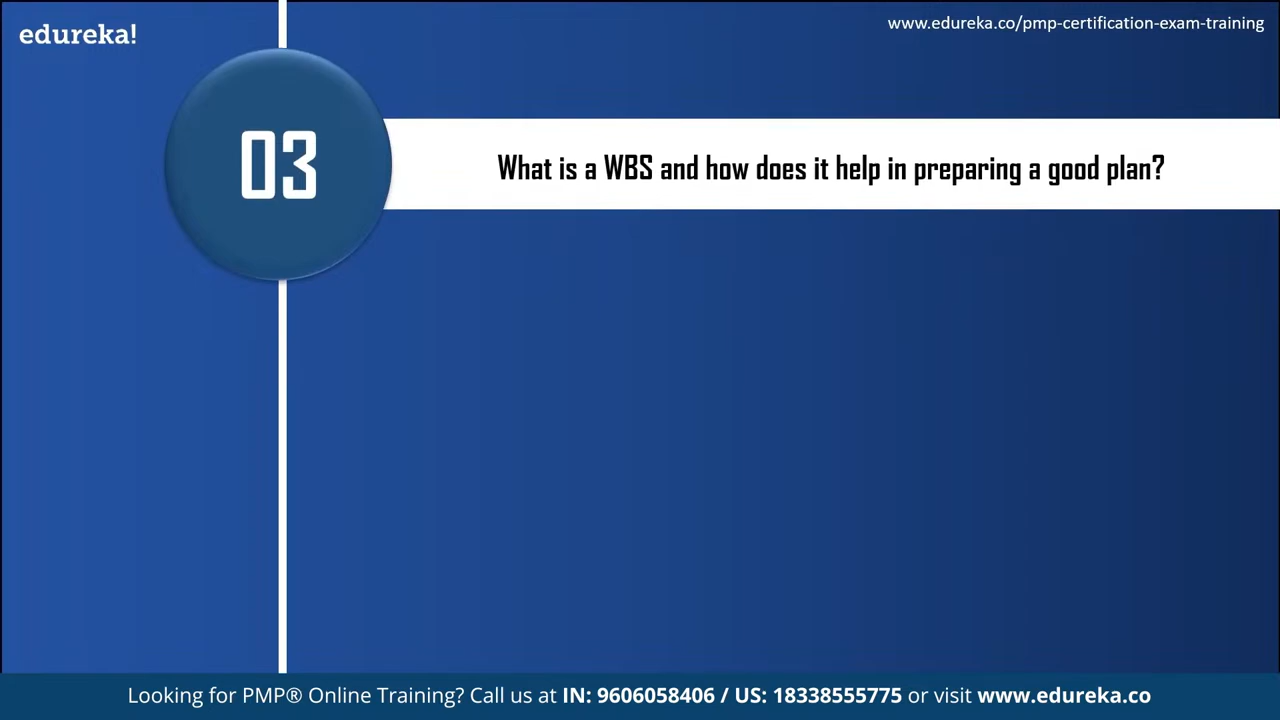 edureka!
www.edureka.co/pmp-certification-exam-training
03
What is a WBS and how does it help in preparing a good plan?
Looking for PMP® Online Training? Call us at IN: 9606058406 / US: 18338555775 or visit www.edureka.co